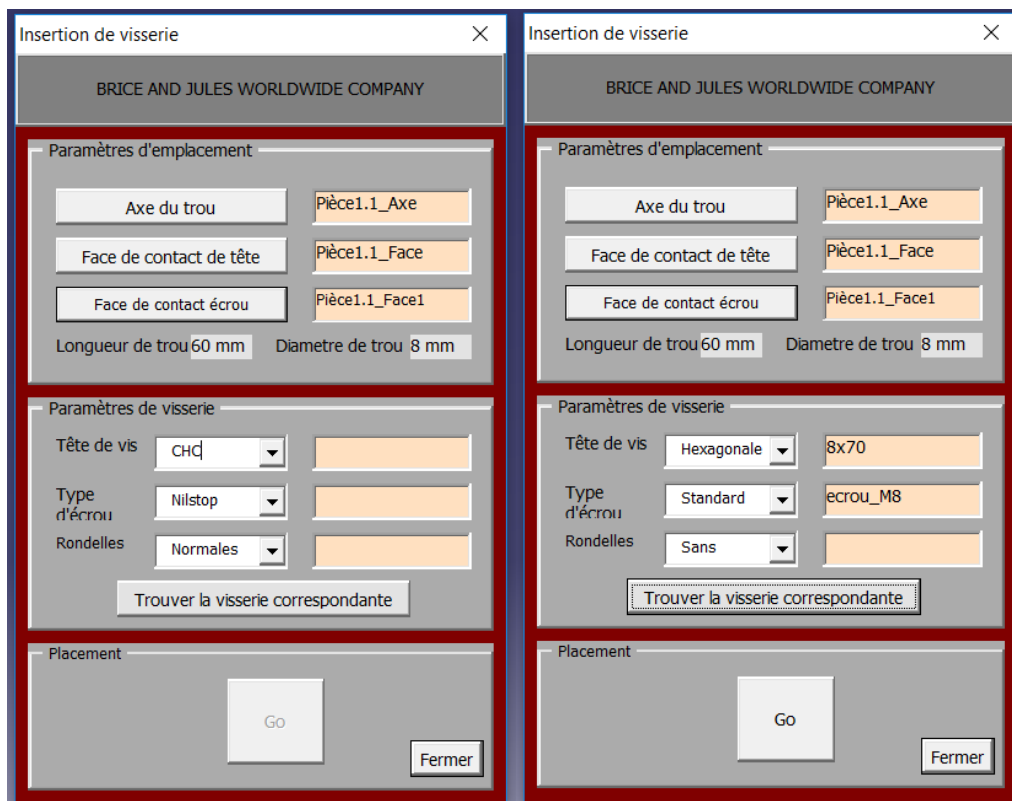 Insertion de visserie
BRICE AND JULES WORLDWIDE COMPANY
Paramètres d'emplacement
Axe du trou Pièce1.1_Axe
Face de contact de tête Pièce1.1_Face
Face de contact écrou Pièce1.1_Face1
Longueur de trou 60 mm Diametre de trou 8 mm
Paramètres de visserie
Tête de vis CHC
Type
d'écrou Nilstop
Rondelles Normales
Trouver la visserie correspondante
Placement
Go
Fermer
Insertion de visserie
BRICE AND JULES WORLDWIDE COMPANY
Paramètres d'emplacement
Axe du trou Pièce1.1_Axe
Face de contact de tête Pièce1.1_Face
Face de contact écrou Pièce1.1_Face1
Longueur de trou 60 mm Diametre de trou 8 mm
Paramètres de visserie
Tête de vis Hexagonale 8x70
Type
d'écrou Standard ecrou_M8
Rondelles Sans
Trouver la visserie correspondante
Placement
Go
Fermer